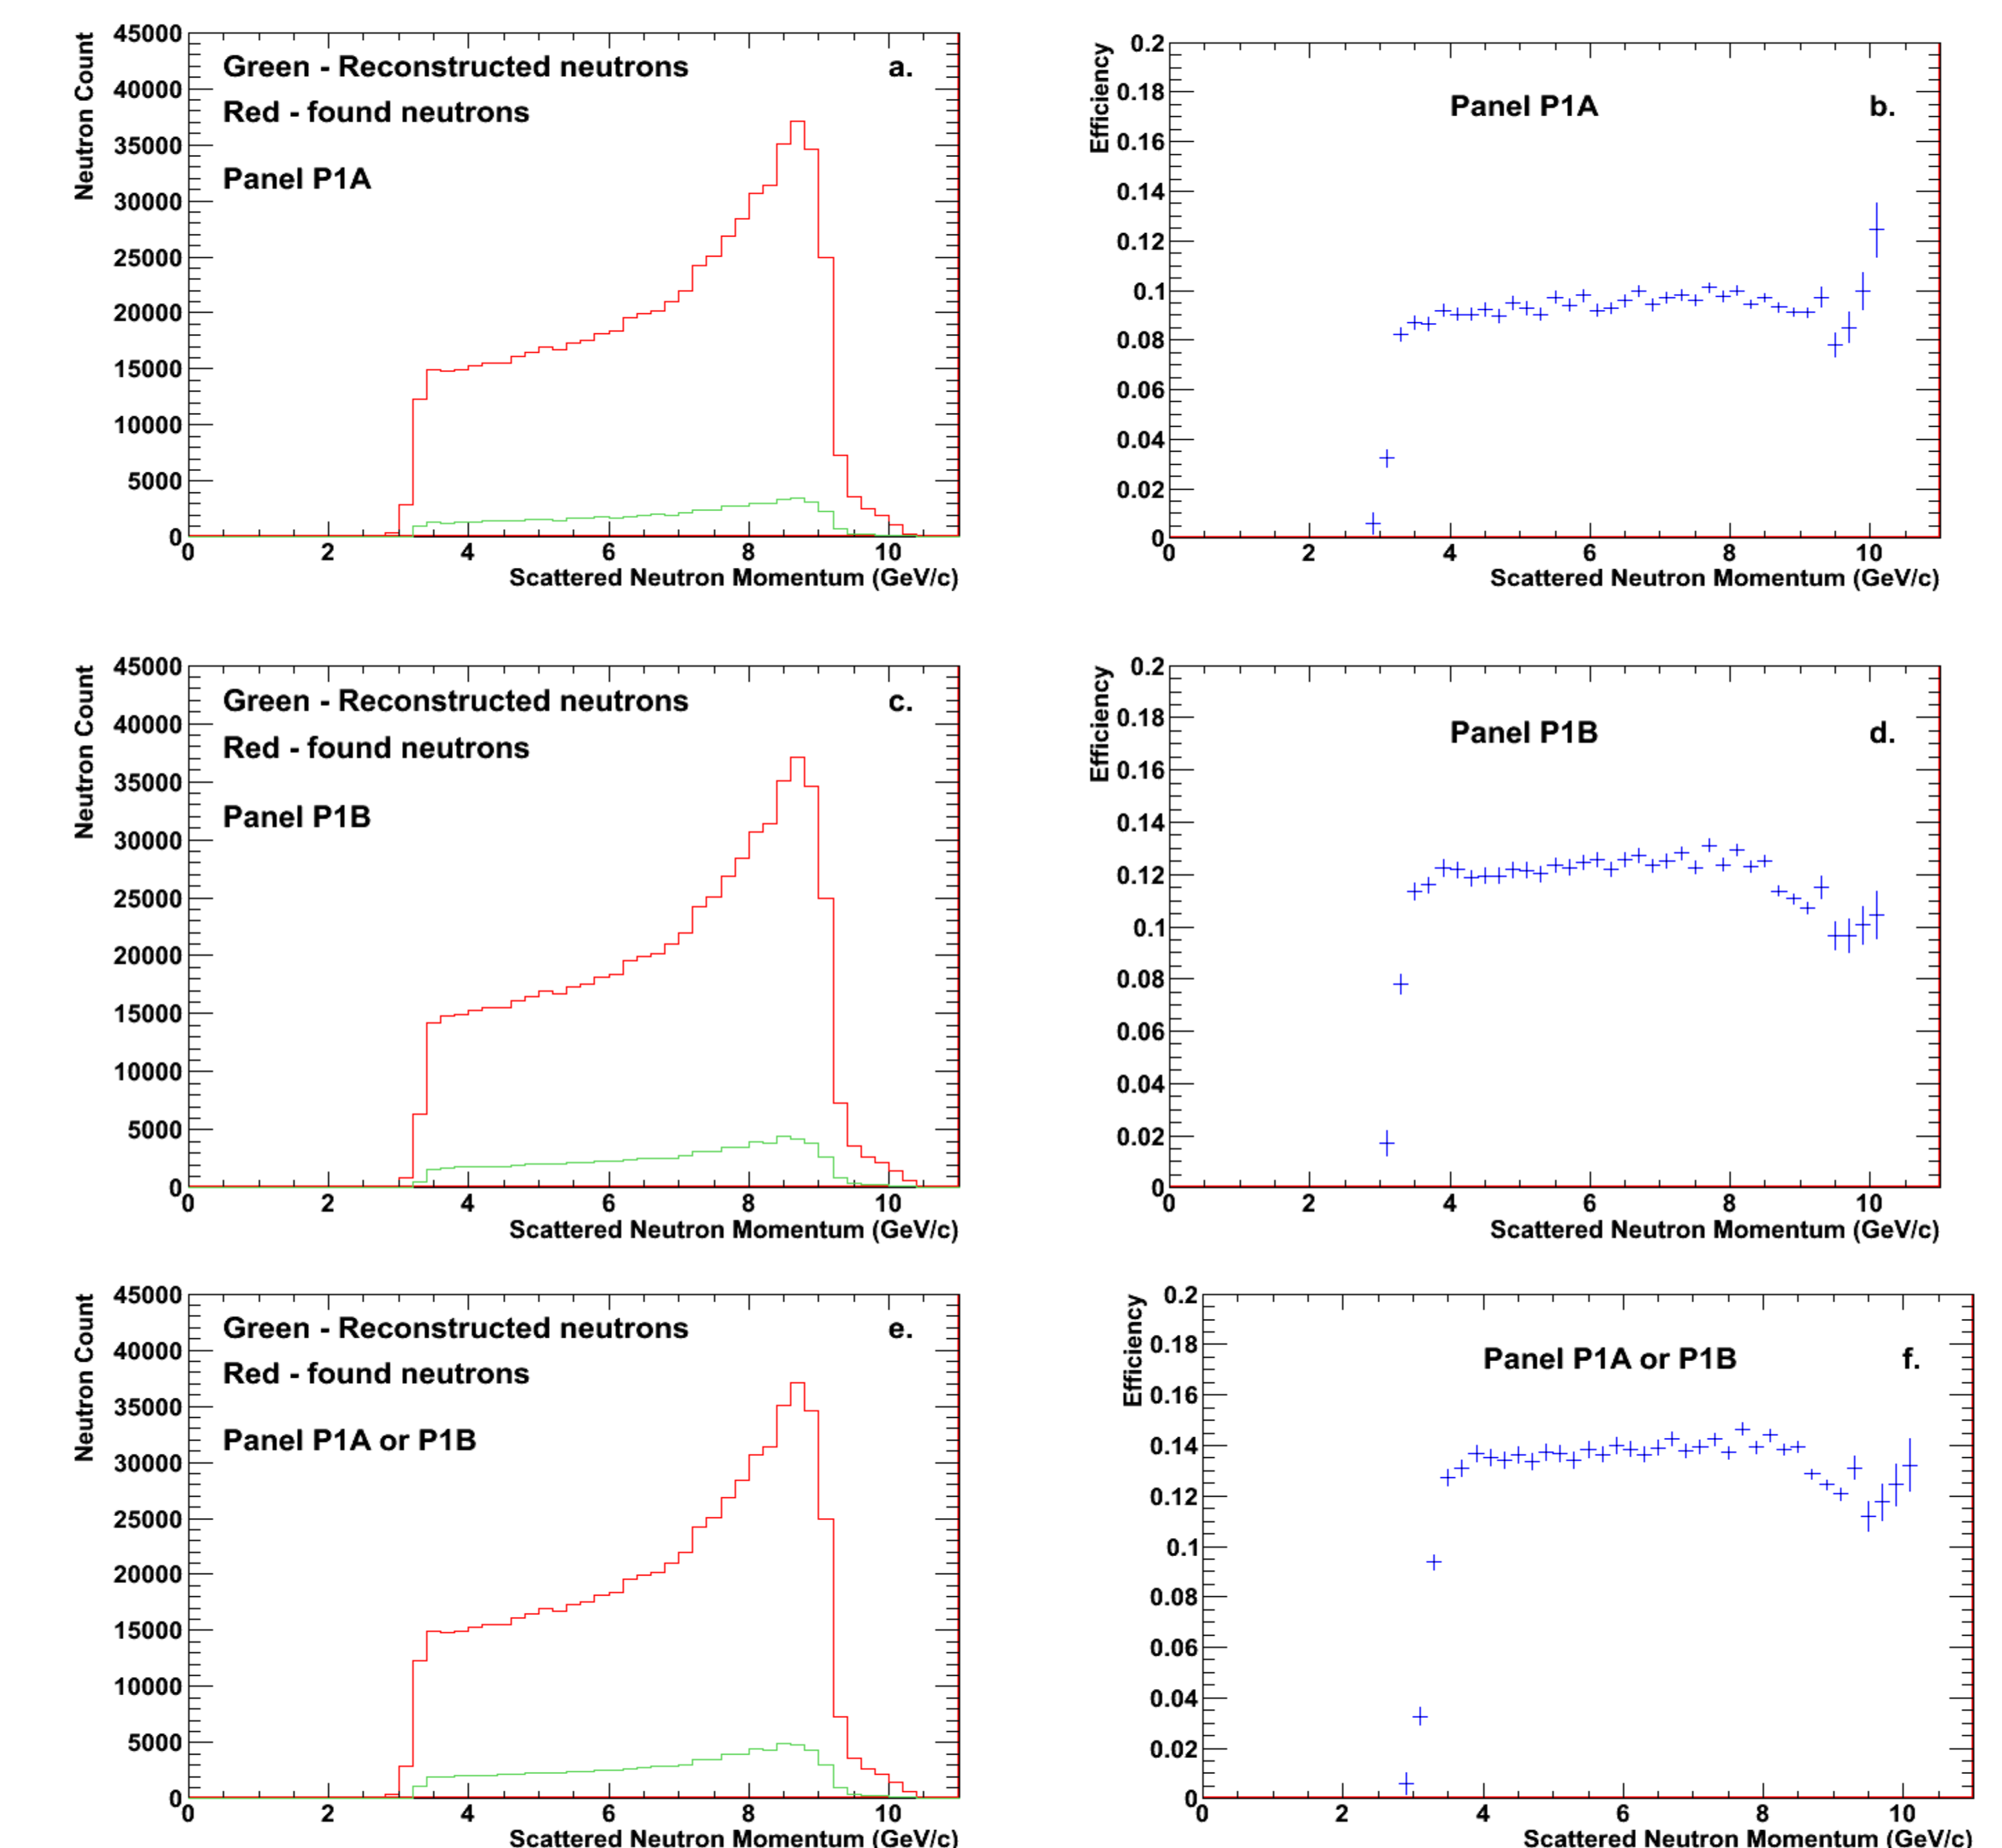 45000
Green - Reconstructed neutrons
a.
40000
Red - found neutrons
35000
Panel P1A
30000
25000
20000
15000
10000
5000
0
Neutron Count
0 2 4 6 8 10
Scattered Neutron Momentum (GeV/c)
0.2
0.18
Panel P1A
b.
0.16
0.14
0.12
0.1
0.08
0.06
0.04
0.02
0
Efficiency
0 2 4 6 8 10
Scattered Neutron Momentum (GeV/c)
45000
Green - Reconstructed neutrons
c.
40000
Red - found neutrons
35000
Panel P1B
30000
25000
20000
15000
10000
5000
0
Neutron Count
0 2 4 6 8 10
Scattered Neutron Momentum (GeV/c)
0.2
0.18
Panel P1B
d.
0.16
0.14
0.12
0.1
0.08
0.06
0.04
0.02
0
Efficiency
0 2 4 6 8 10
Scattered Neutron Momentum (GeV/c)
45000
Green - Reconstructed neutrons
e.
40000
Red - found neutrons
35000
Panel P1A or P1B
30000
25000
20000
15000
10000
5000
0
Neutron Count
0 2 4 6 8 10
Scattered Neutron Momentum (GeV/c)
0.2
0.18
Panel P1A or P1B
f.
0.16
0.14
0.12
0.1
0.08
0.06
0.04
0.02
0
Efficiency
0 2 4 6 8 10
Scattered Neutron Momentum (GeV/c)